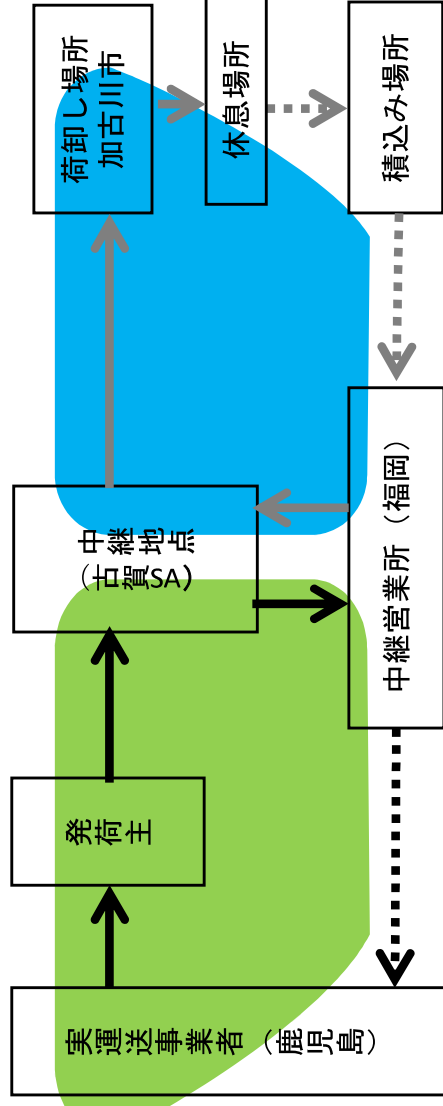 実運送事業者（鹿児島）
発荷主
中継地点
（古賀SA）
中継営業所（福岡）
荷卸し場所
加古川市
休息場所
積込み場所